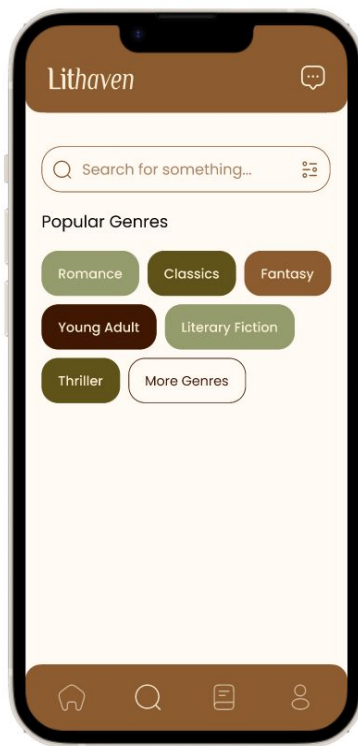 Lithaven
Search for something...
Popular Genres
Romance Classics Fantasy
Young Adult Literary Fiction
Thriller More Genres